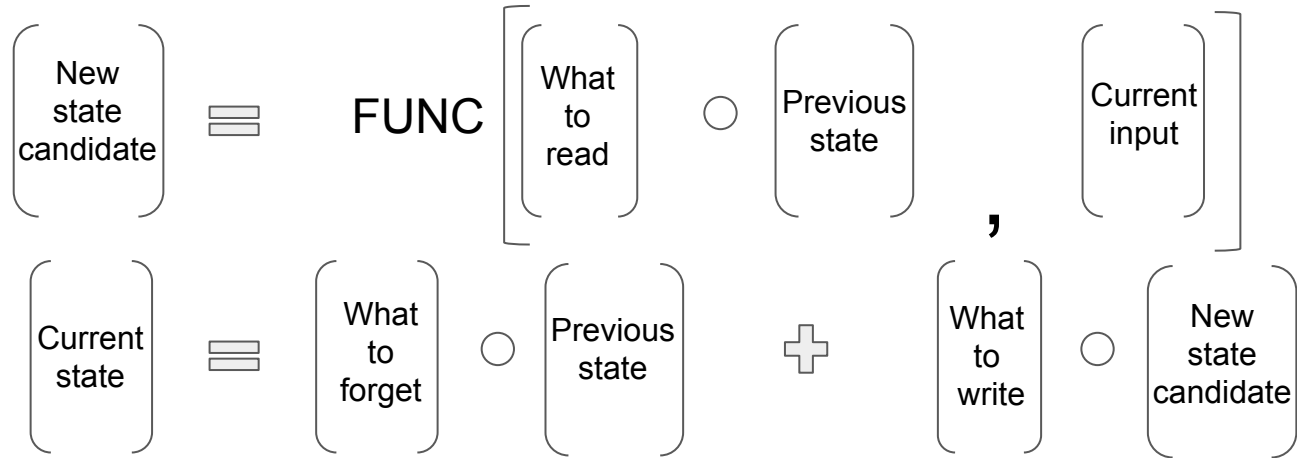 New
state
candidate
=
FUNC
What
to
read
○
Previous
state
,
Current
input
Current
state
=
What
to
forget
○
Previous
state
+
What
to
write
○
New
state
candidate